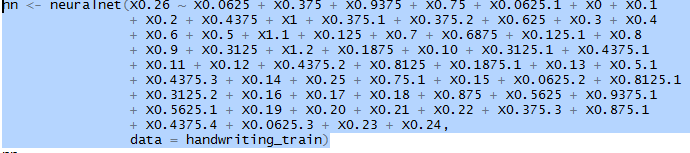 nn <- neuralnet(X0.26 ~ X0.0625 + X0.375 + X0.9375 + X0.75 + X0.0625.1 + X0 + X0.1
+ X0.2 + X0.4375 + X1 + X0.375.1 + X0.375.2 + X0.625 + X0.3 + X0.4
+ X0.6 + X0.5 + X1.1 + X0.125 + X0.7 + X0.6875 + X0.125.1 + X0.8
+ X0.9 + X0.3125 + X1.2 + X0.1875 + X0.10 + X0.3125.1 + X0.4375.1
+ X0.11 + X0.12 + X0.4375.2 + X0.8125 + X0.1875.1 + X0.13 + X0.5.1
+ X0.4375.3 + X0.14 + X0.25 + X0.75.1 + X0.15 + X0.0625.2 + X0.8125.1
+ X0.3125.2 + X0.16 + X0.17 + X0.18 + X0.875 + X0.5625 + X0.9375.1
+ X0.5625.1 + X0.19 + X0.20 + X0.21 + X0.22 + X0.375.3 + X0.875.1
+ X0.4375.4 + X0.0625.3 + X0.23 + X0.24,
data = handwriting_train)